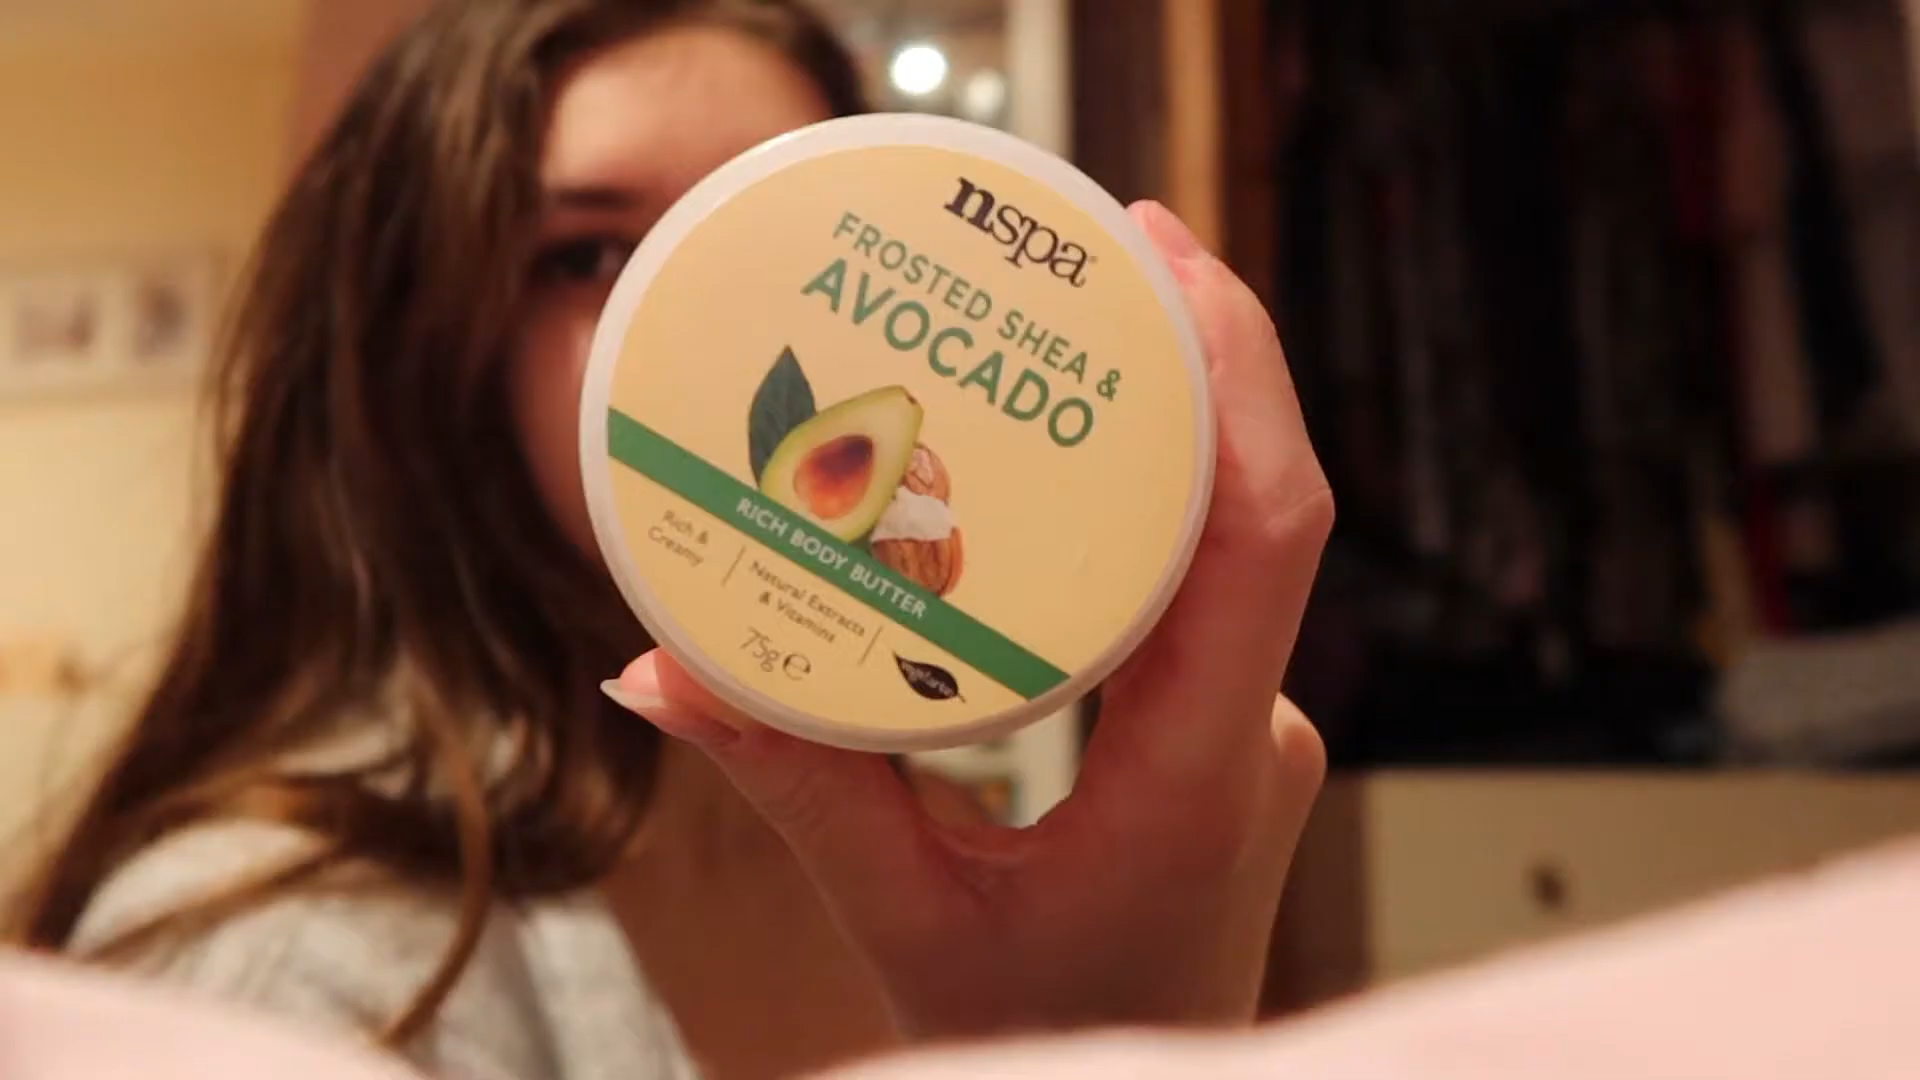 nspa
FROSTED SHEA &
AVOCADO
RICH BODY BUTTER
Rich &
Creamy
Natural Extracts
& Vitamins
75g ℮
vegetarian